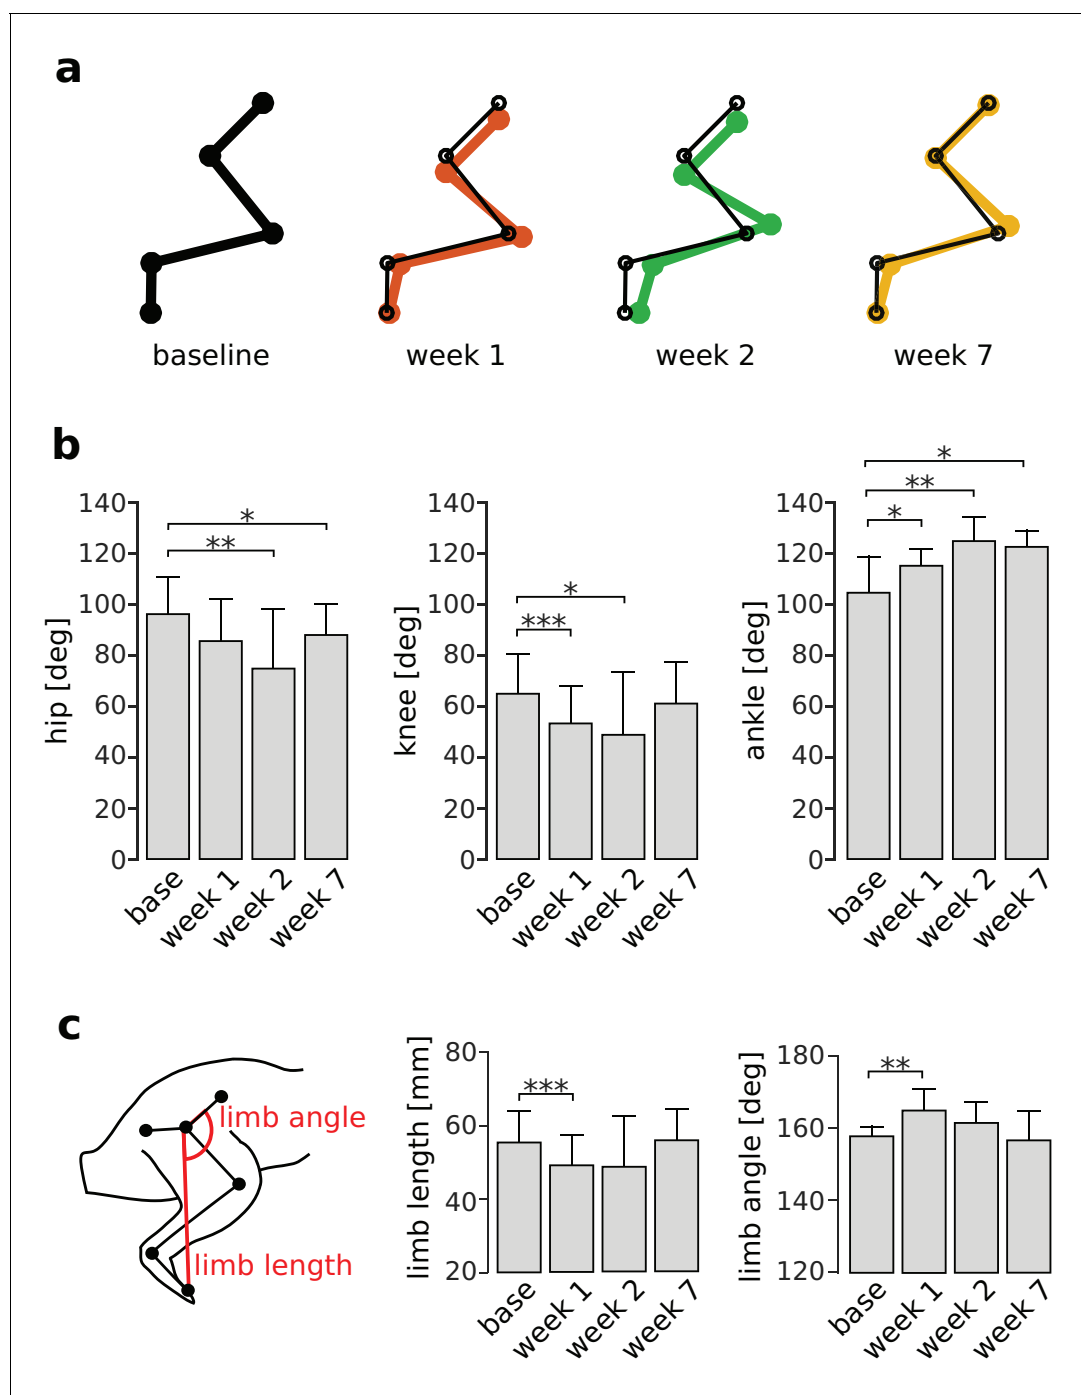 a
baseline
week 1
week 2
week 7
b
hip [deg]
140
120
100
80
60
40
20
0
*
**
base
week 1
week 2
week 7
knee [deg]
140
120
100
80
60
40
20
0
*
***
base
week 1
week 2
week 7
ankle [deg]
140
120
100
80
60
40
20
0
*
**
*
base
week 1
week 2
week 7
c
limb angle
limb length
limb length [mm]
80
60
40
20
***
base
week 1
week 2
week 7
limb angle [deg]
180
160
140
120
**
base
week 1
week 2
week 7